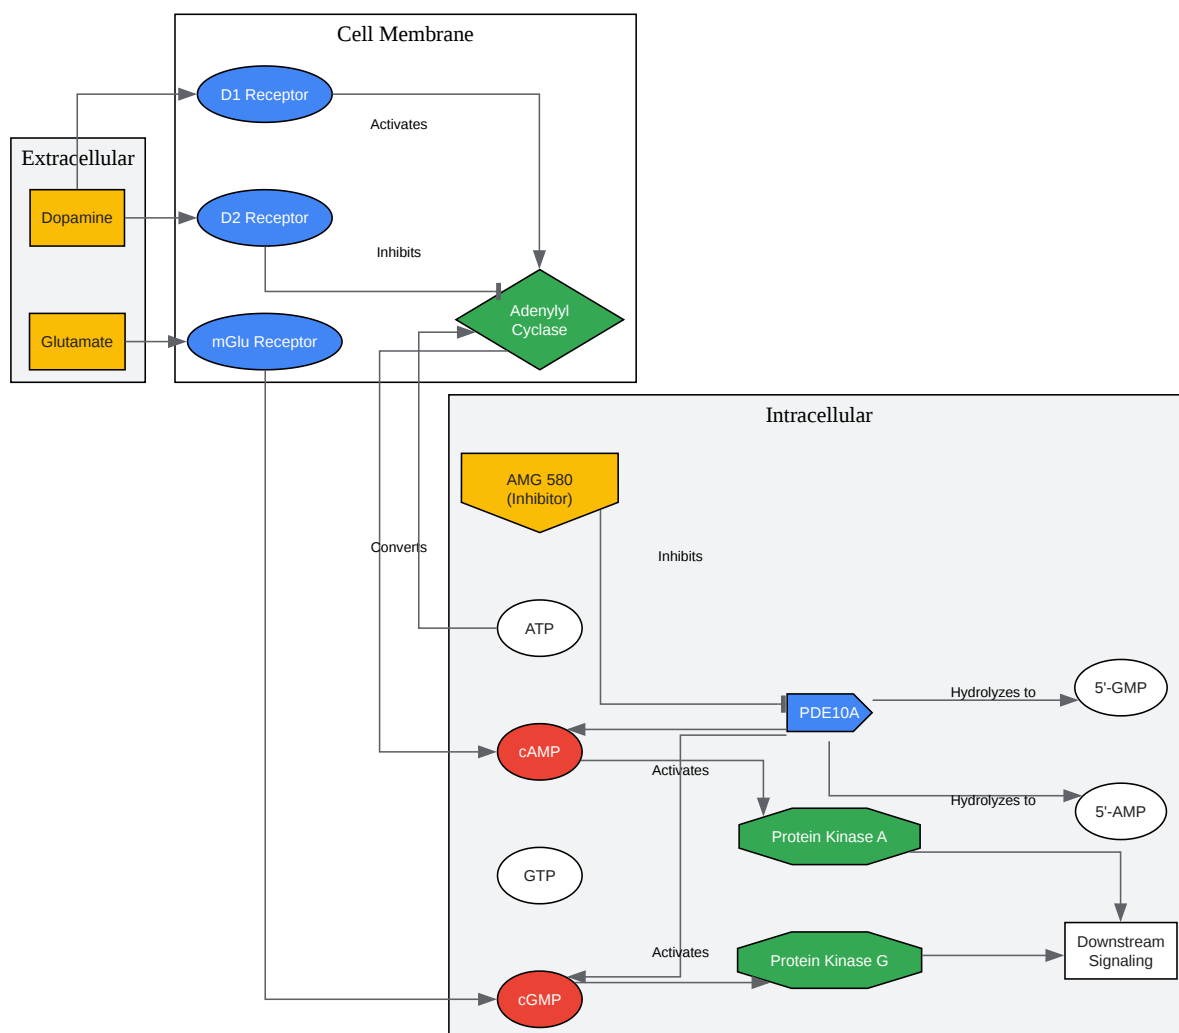 Cell Membrane
D1 Receptor
Activates
Extracellular
Dopamine
D2 Receptor
Inhibits
Adenylyl
Cyclase
Glutamate
mGlu Receptor
Intracellular
AMG 580
(Inhibitor)
Converts
Inhibits
ATP
5'-GMP
Hydrolyzes to
PDE10A
cAMP
Activates
Hydrolyzes to
5'-AMP
Protein Kinase A
GTP
Activates
Protein Kinase G
Downstream
Signaling
cGMP